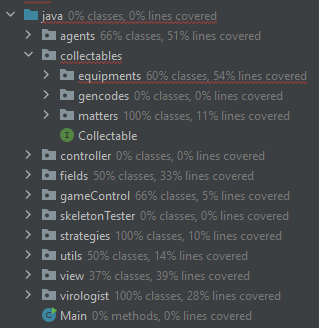 java 0% classes, 0% lines covered
agents 66% classes, 51% lines covered
collectables
equipments 60% classes, 54% lines covered
gencodes 0% classes, 0% lines covered
matters 100% classes, 11% lines covered
Collectable
controller 0% classes, 0% lines covered
fields 50% classes, 33% lines covered
gameControl 66% classes, 5% lines covered
skeletonTester 0% classes, 0% lines covered
strategies 100% classes, 10% lines covered
utils 50% classes, 14% lines covered
view 37% classes, 39% lines covered
virologist 100% classes, 28% lines covered
Main 0% methods, 0% lines covered